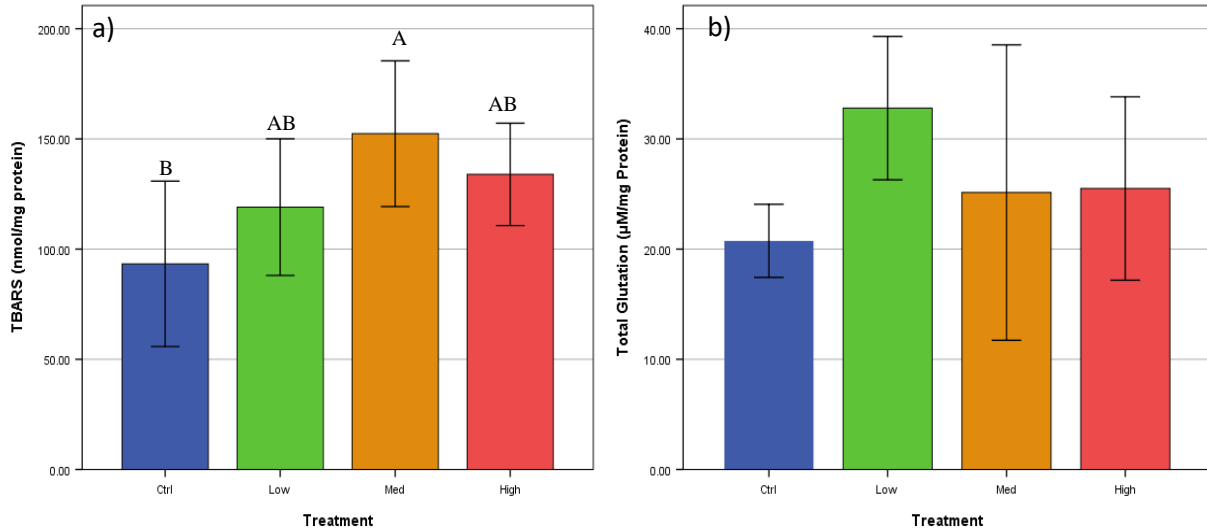 a)
TBARS (nmol/mg protein)
200.00
150.00
100.00
50.00
0.00
B
AB
A
AB
Ctrl
Low
Med
High
Treatment
b)
Total Glutation (µM/mg Protein)
40.00
30.00
20.00
10.00
0.00
Ctrl
Low
Med
High
Treatment